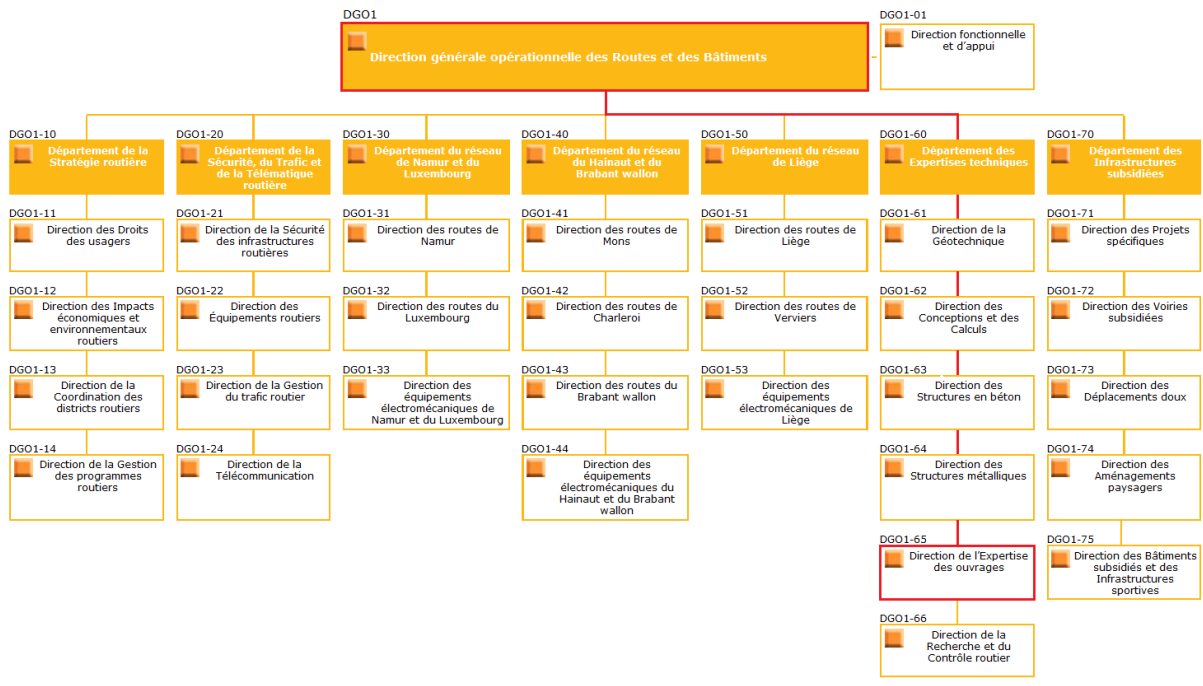 DGO1
Direction générale opérationnelle des Routes et des Bâtiments
DGO1-01
Direction fonctionnelle
et d'appui
DGO1-10
Département de la
Stratégie routière
DGO1-20
Département de la
Sécurité, du Trafic et
de la Télématique
routière
DGO1-30
Département du réseau
de Namur et du
Luxembourg
DGO1-40
Département du réseau
du Hainaut et du
Brabant wallon
DGO1-50
Département du réseau
de Liège
DGO1-60
Département des
Expertises techniques
DGO1-70
Département des
Infrastructures
subsidiées
DGO1-11
Direction des Droits
des usagers
DGO1-21
Direction de la Sécurité
des infrastructures
routières
DGO1-31
Direction des routes de
Namur
DGO1-41
Direction des routes de
Mons
DGO1-51
Direction des routes de
Liège
DGO1-61
Direction de la
Géotechnique
DGO1-71
Direction des Projets
spécifiques
DGO1-12
Direction des Impacts
économiques et
environnementaux
routiers
DGO1-22
Direction des
Équipements routiers
DGO1-32
Direction des routes du
Luxembourg
DGO1-42
Direction des routes de
Charleroi
DGO1-52
Direction des routes de
Verviers
DGO1-62
Direction des
Conceptions et des
Calculs
DGO1-72
Direction des Voiries
subsidiées
DGO1-13
Direction de la
Coordination des
districts routiers
DGO1-23
Direction de la Gestion
du trafic routier
DGO1-33
Direction des
équipements
électromécaniques de
Namur et du Luxembourg
DGO1-43
Direction des routes du
Brabant wallon
DGO1-53
Direction des
équipements
électromécaniques de
Liège
DGO1-63
Direction des
Structures en béton
DGO1-73
Direction des
Déplacements doux
DGO1-14
Direction de la Gestion
des programmes
routiers
DGO1-24
Direction de la
Télécommunication
DGO1-44
Direction des
équipements
électromécaniques du
Hainaut et du Brabant
wallon
DGO1-64
Direction des
Structures métalliques
DGO1-74
Direction des
Aménagements
paysagers
DGO1-65
Direction de l'Expertise
des ouvrages
DGO1-75
Direction des Bâtiments
subsidiés et des
Infrastructures
sportives
DGO1-66
Direction de la
Recherche et du
Contrôle routier